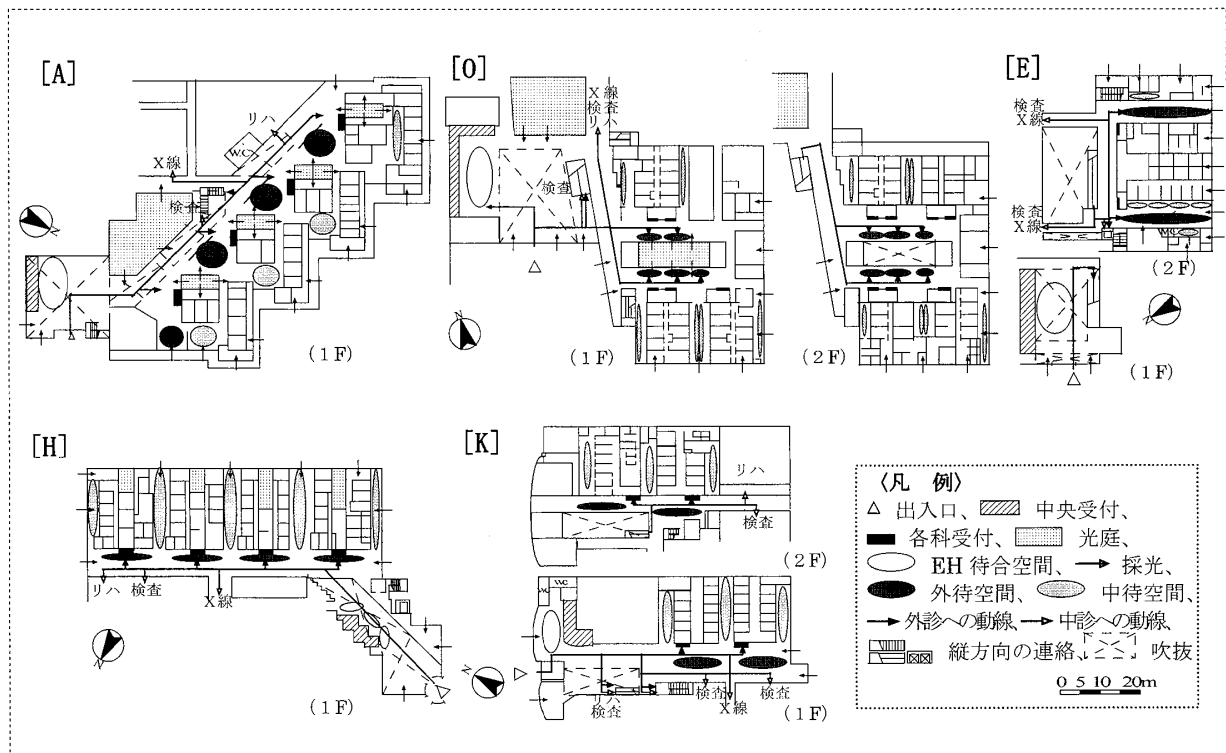 [A]
リハ
W.C
X線
検査
N
(1F)
[O]
X線
検査
リハ
検査
N
(1F)
(2F)
[E]
検査
X線
検査
X線
WC
(2F)
N
(1F)
[H]
リハ
検査
X線
N
(1F)
[K]
リハ
検査
(2F)
WC
N
リハ
検査
検査
X線
検査
(1F)
〈凡 例〉
出入口、 中央受付、
各科受付、 光庭、
EH待合空間、 採光、
外待空間、 中待空間、
外診への動線、 中診への動線、
縦方向の連絡、 吹抜
0 5 10 20m